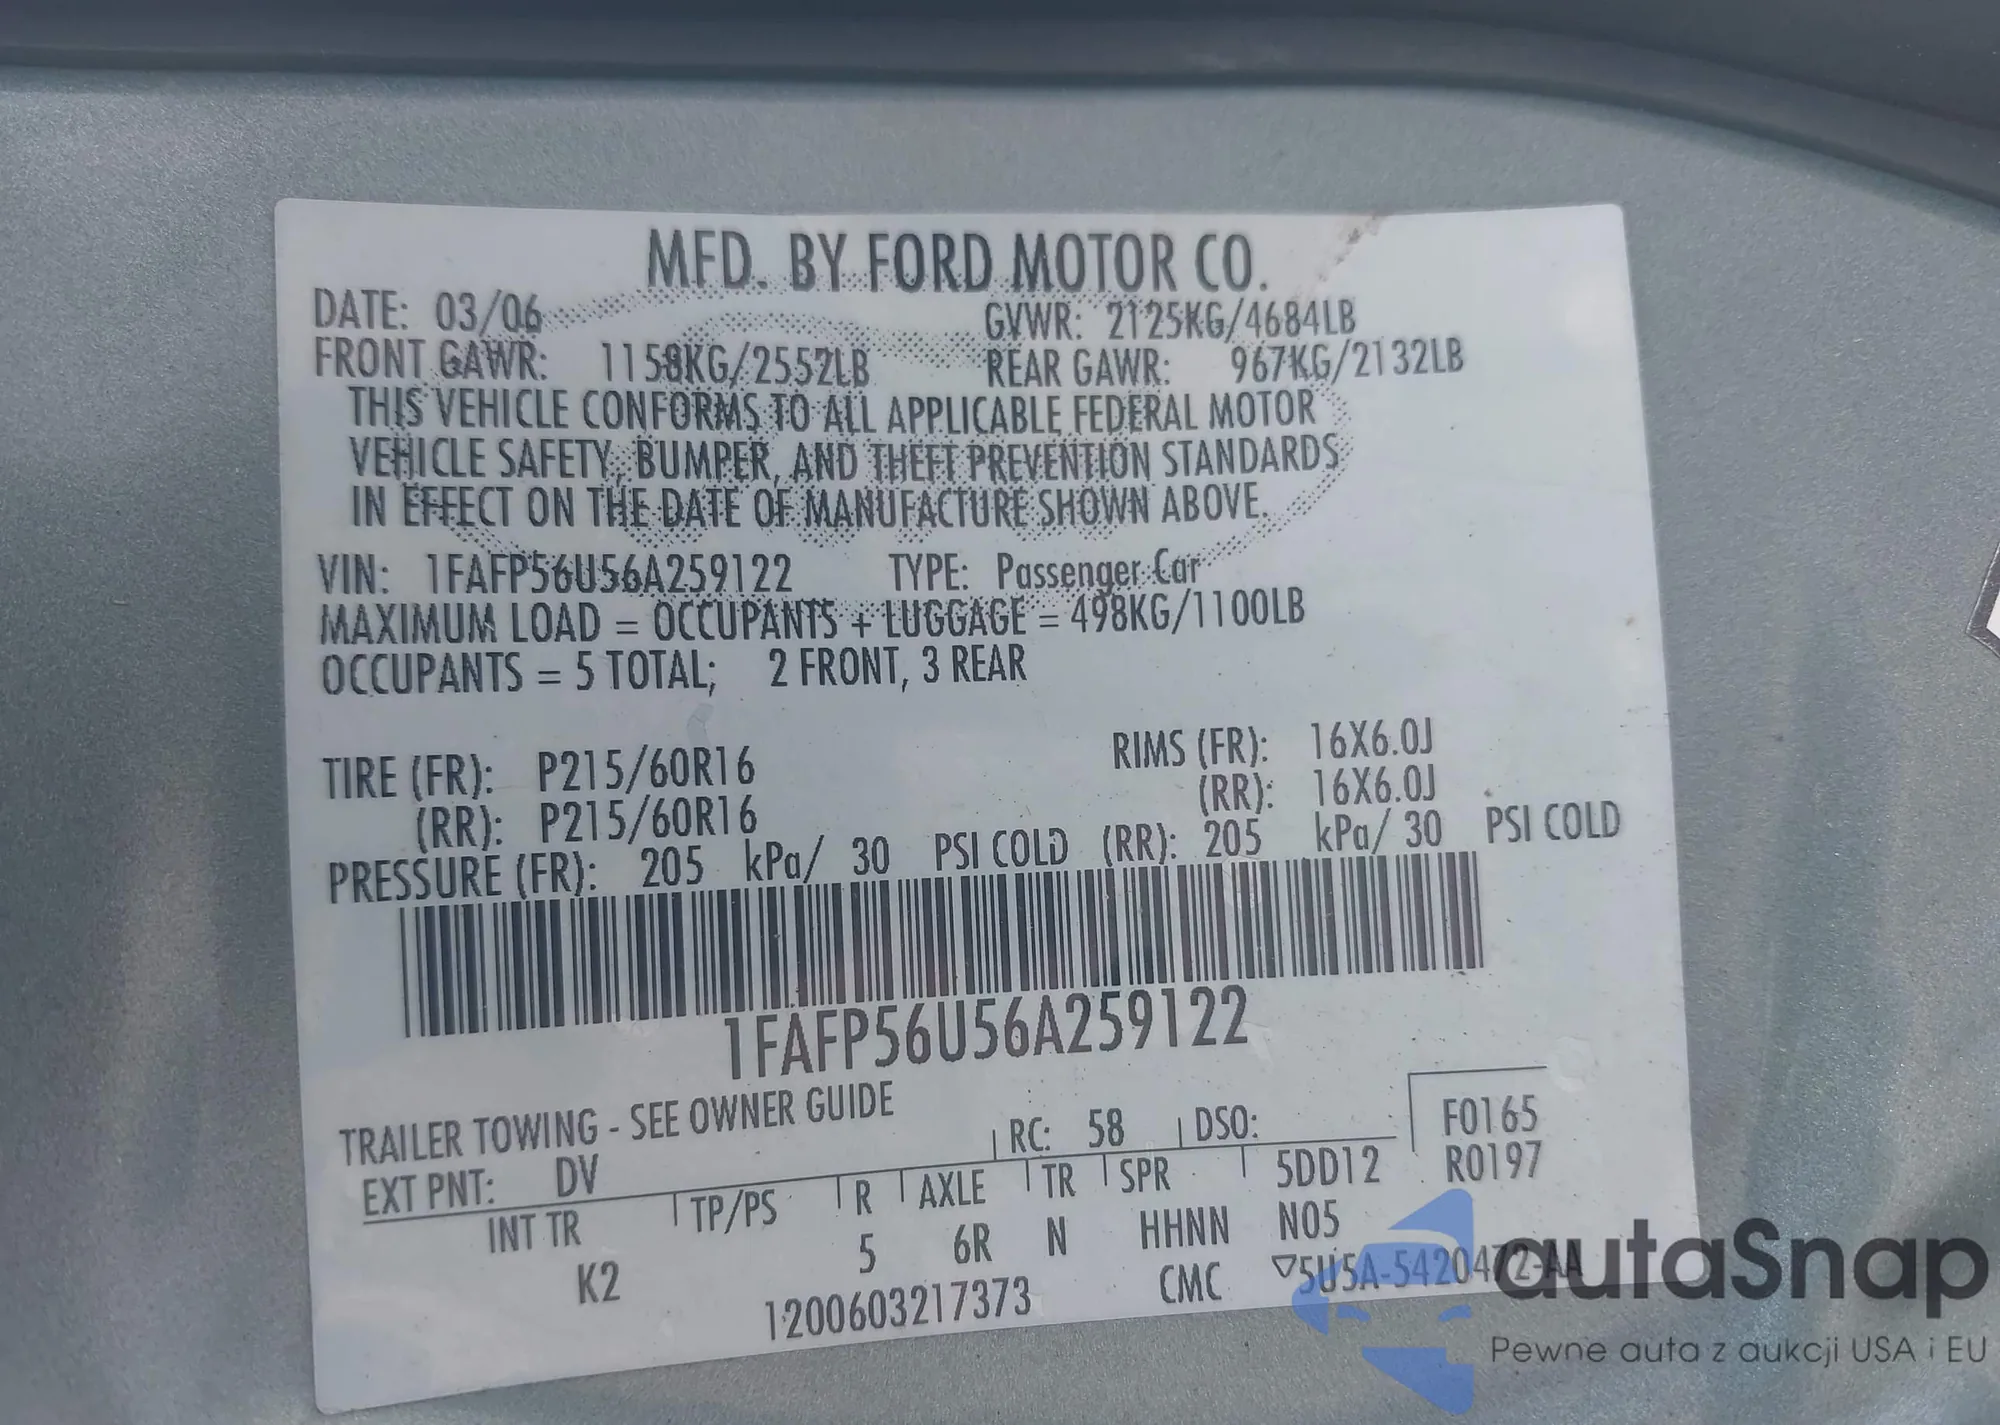 MFD. BY FORD MOTOR CO.
DATE: 03/06 GVWR: 2125KG/4684LB
FRONT GAWR: 1158KG/2552LB REAR GAWR: 967KG/2132LB
THIS VEHICLE CONFORMS TO ALL APPLICABLE FEDERAL MOTOR
VEHICLE SAFETY, BUMPER, AND THEFT PREVENTION STANDARDS
IN EFFECT ON THE DATE OF MANUFACTURE SHOWN ABOVE.
VIN: 1FAFP56U56A259122 TYPE: Passenger Car
MAXIMUM LOAD = OCCUPANTS + LUGGAGE = 498KG/1100LB
OCCUPANTS = 5 TOTAL; 2 FRONT, 3 REAR
TIRE (FR): P215/60R16 RIMS (FR): 16X6.0J
(RR): P215/60R16 (RR): 16X6.0J
PRESSURE (FR): 205 kPa/ 30 PSI COLD (RR): 205 kPa/ 30 PSI COLD
1FAFP56U56A259122
TRAILER TOWING - SEE OWNER GUIDE
EXT PNT: DV RC: 58 DSO: F0165
INT TR TP/PS R AXLE TR SPR 5DD12 R0197
K2 5 6R N HHNN N05
1200603217373 CMC ▽5U5A-5420472-AA
autaSnap
Pewne auta z aukcji USA i EU